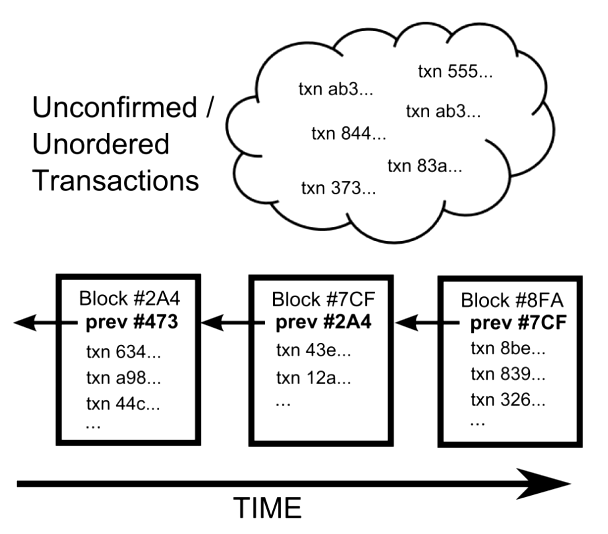 Unconfirmed /
Unordered
Transactions
txn ab3...
txn 555...
txn ab3...
txn 844...
txn 83a...
txn 373...
Block #2A4
prev #473
txn 634...
txn a98...
txn 44c...
...
Block #7CF
prev #2A4
txn 43e...
txn 12a...
...
Block #8FA
prev #7CF
txn 8be...
txn 839...
txn 326...
...
TIME